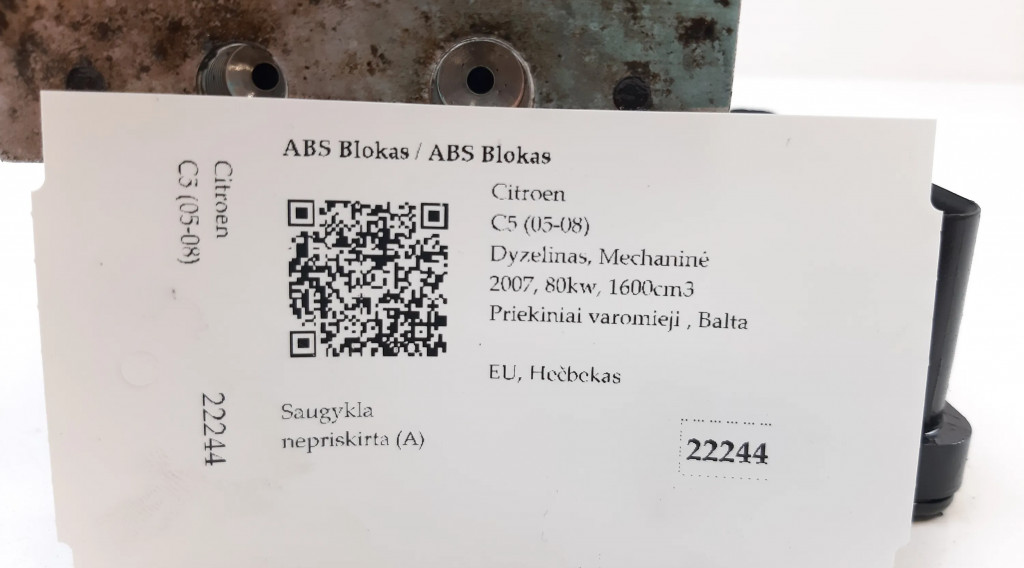 ABS Blokas / ABS Blokas
Citroen
C5 (05-08)
Dyzelinas, Mechaninė
2007, 80kw, 1600cm3
Priekiniai varomieji , Balta
EU, Hečbekas
Saugykla
nepriskirta (A)
22244
Citroen
C5 (05-08)
22244